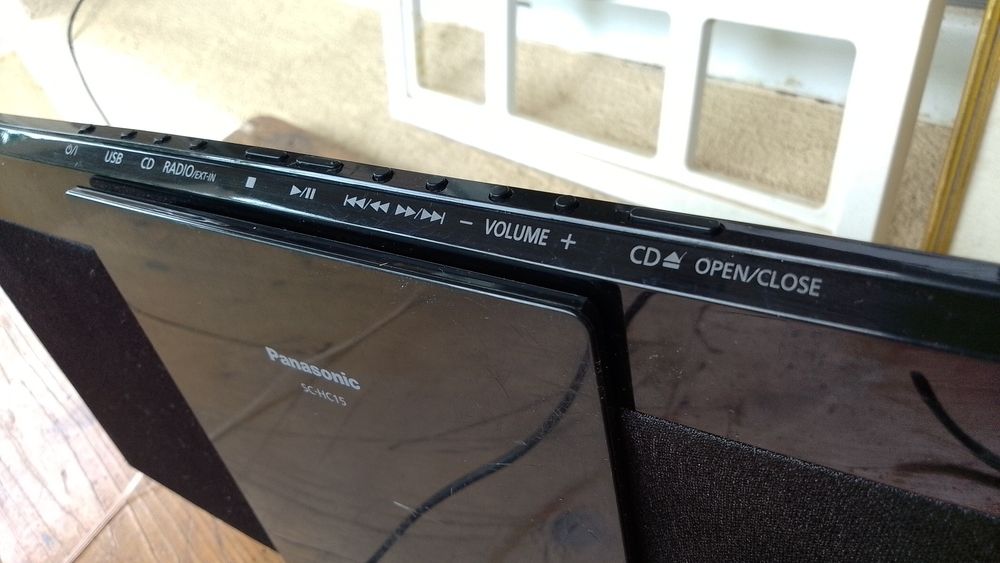 ⏻/I USB CD RADIO/EXT-IN ■ ►/II I◄◄/◄◄ ►►/►►I − VOLUME + CD⏏ OPEN/CLOSE
Panasonic
SC-HC15